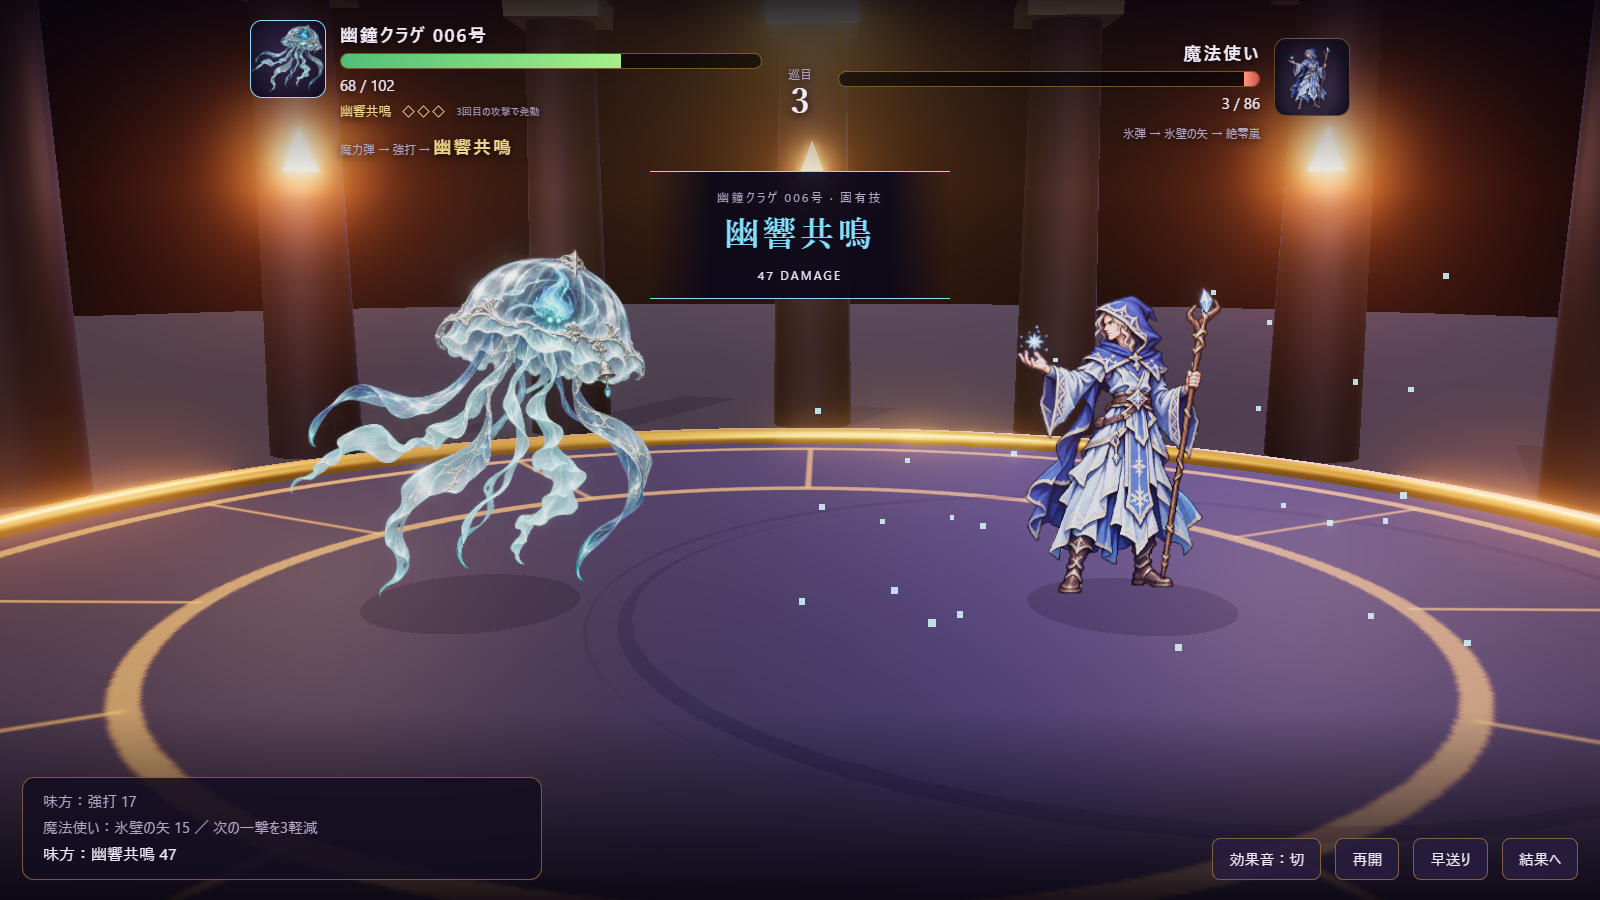 幽鐘クラゲ 006号
68 / 102
幽響共鳴 ◇◇◇ 3回目の攻撃で発動
魔力弾 → 強打 → 幽響共鳴
巡目
3
魔法使い
3 / 86
氷弾 → 氷壁の矢 → 絶零嵐
幽鐘クラゲ 006号 · 固有技
幽響共鳴
47 DAMAGE
味方：強打 17
魔法使い：氷壁の矢 15 ／ 次の一撃を3軽減
味方：幽響共鳴 47
効果音：切
再開
早送り
結果へ